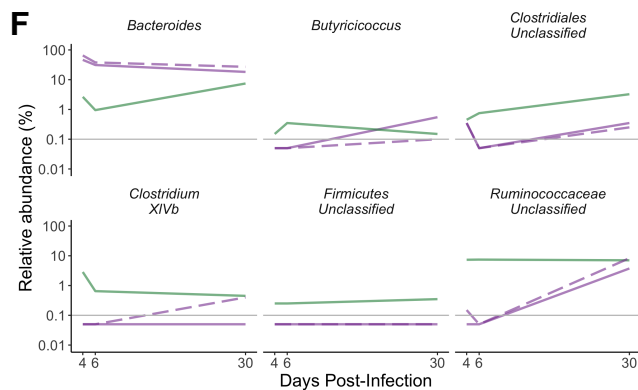 F
Bacteroides
Butyricicoccus
Clostridiales
Unclassified
Relative abundance (%)
100
10
1
0.1
0.01
Clostridium
XIVb
Firmicutes
Unclassified
Ruminococcaceae
Unclassified
100
10
1
0.1
0.01
4 6 30
4 6 30
4 6 30
Days Post-Infection